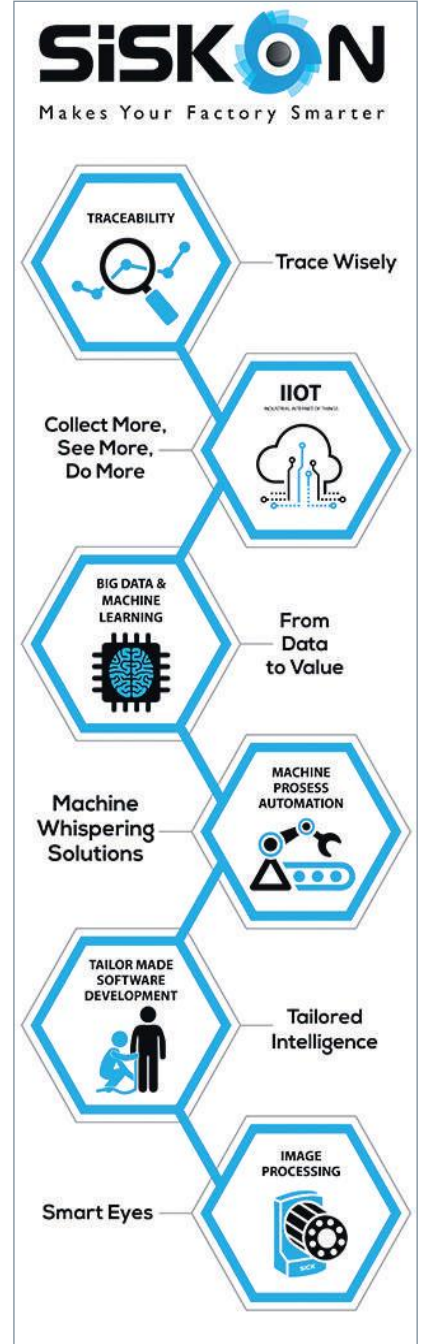 SiSKON
Makes Your Factory Smarter
TRACEABILITY
Trace Wisely
IIOT
INDUSTRIAL INTERNET OF THINGS
Collect More,
See More,
Do More
BIG DATA &
MACHINE
LEARNING
From
Data
to Value
MACHINE
PROSESS
AUTOMATION
Machine
Whispering
Solutions
TAILOR MADE
SOFTWARE
DEVELOPMENT
Tailored
Intelligence
IMAGE
PROCESSING
SICK
Smart Eyes